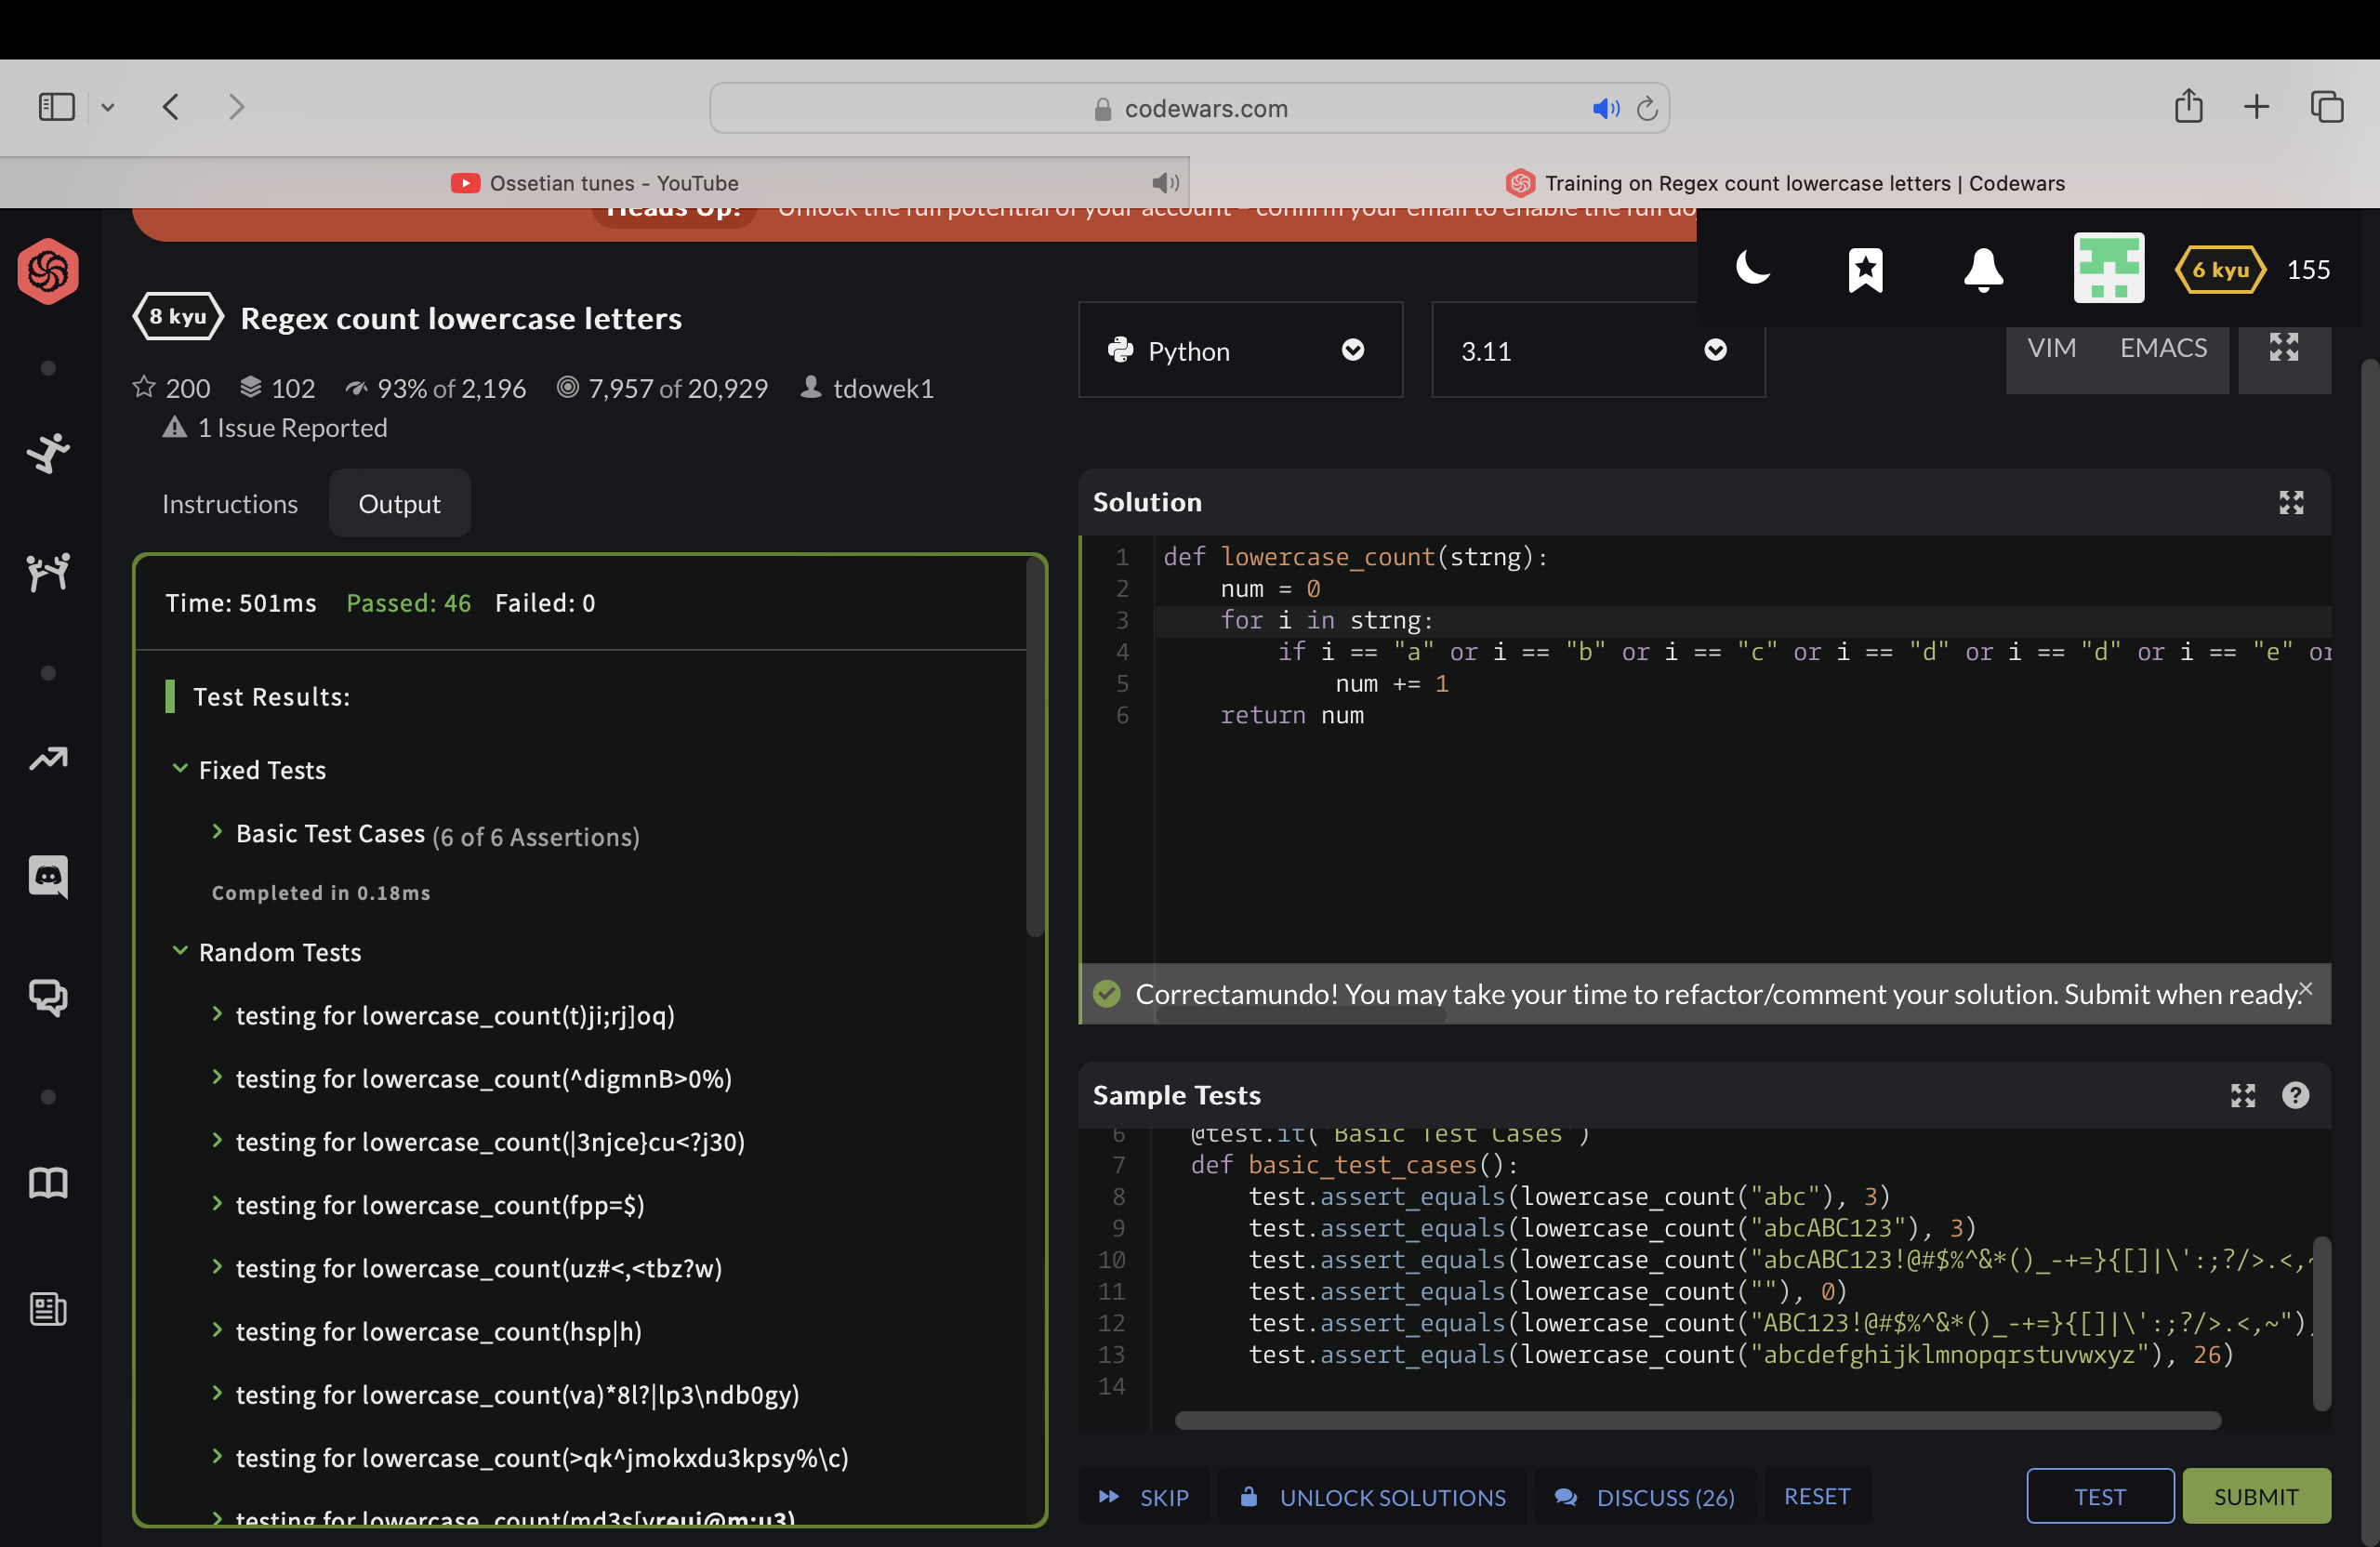 codewars.com
Ossetian tunes - YouTube
Training on Regex count lowercase letters | Codewars
Heads Up! Unlock the full potential of your account - confirm your email to enable the full do
6 kyu 155
8 kyu Regex count lowercase letters
200 102 93% of 2,196 7,957 of 20,929 tdowek1
1 Issue Reported
Python
3.11
VIM EMACS
Instructions Output
Time: 501ms Passed: 46 Failed: 0
Test Results:
Fixed Tests
Basic Test Cases (6 of 6 Assertions)
Completed in 0.18ms
Random Tests
testing for lowercase_count(t)ji;rj]oq)
testing for lowercase_count(^digmnB>0%)
testing for lowercase_count(|3njce}cu<?j30)
testing for lowercase_count(fpp=$)
testing for lowercase_count(uz#<,<tbz?w)
testing for lowercase_count(hsp|h)
testing for lowercase_count(va)*8l?|lp3\ndb0gy)
testing for lowercase_count(>qk^jmokxdu3kpsy%\c)
testing for lowercase_count(md3s[vreui@m:u3)
Solution
1 def lowercase_count(strng):
2 num = 0
3 for i in strng:
4 if i == "a" or i == "b" or i == "c" or i == "d" or i == "d" or i == "e" or
5 num += 1
6 return num
Correctamundo! You may take your time to refactor/comment your solution. Submit when ready.
Sample Tests
6 @test.it('Basic Test Cases')
7 def basic_test_cases():
8 test.assert_equals(lowercase_count("abc"), 3)
9 test.assert_equals(lowercase_count("abcABC123"), 3)
10 test.assert_equals(lowercase_count("abcABC123!@#$%^&*()_-+=}{[]|\':;?/>.<,~
11 test.assert_equals(lowercase_count(""), 0)
12 test.assert_equals(lowercase_count("ABC123!@#$%^&*()_-+=}{[]|\':;?/>.<,~"),
13 test.assert_equals(lowercase_count("abcdefghijklmnopqrstuvwxyz"), 26)
14
SKIP UNLOCK SOLUTIONS DISCUSS (26) RESET TEST SUBMIT